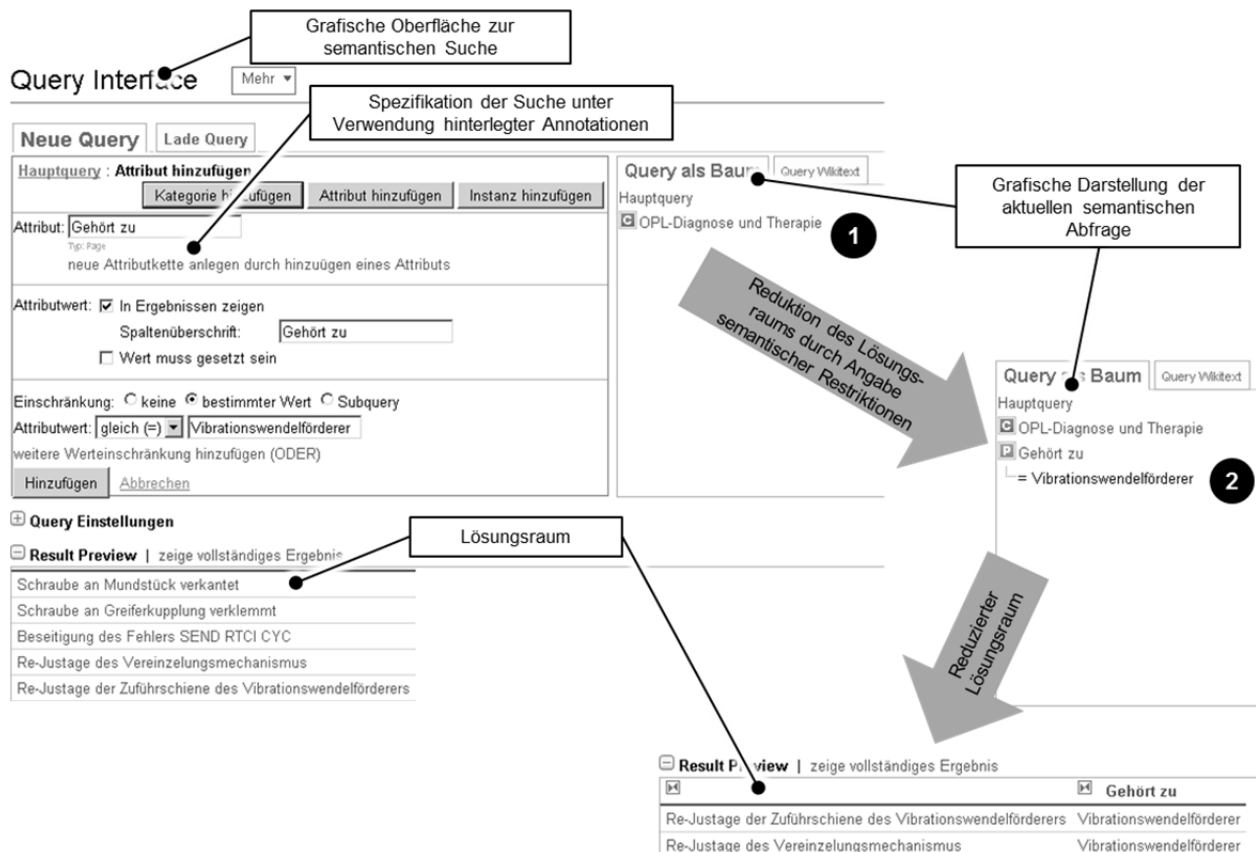 Grafische Oberfläche zur
semantischen Suche
Query Interface
Mehr
Spezifikation der Suche unter
Verwendung hinterlegter Annotationen
Neue Query
Lade Query
Hauptquery : Attribut hinzufügen
Kategorie hinzufügen
Attribut hinzufügen
Instanz hinzufügen
Attribut: Gehört zu
Typ: Page
neue Attributkette anlegen durch hinzuügen eines Attributs
Attributwert: In Ergebnissen zeigen
Spaltenüberschrift: Gehört zu
Wert muss gesetzt sein
Einschränkung: keine bestimmter Wert Subquery
Attributwert: gleich (=) Vibrationswendelförderer
weitere Werteinschränkung hinzufügen (ODER)
Hinzufügen Abbrechen
Query als Baum
Query Wikitext
Hauptquery
C OPL-Diagnose und Therapie
1
Grafische Darstellung der
aktuellen semantischen
Abfrage
Reduktion des Lösungs-
raums durch Angabe
semantischer Restriktionen
Query als Baum
Query Wikitext
Hauptquery
C OPL-Diagnose und Therapie
P Gehört zu
= Vibrationswendelförderer
2
Query Einstellungen
Result Preview | zeige vollständiges Ergebnis
Lösungsraum
Schraube an Mundstück verkantet
Schraube an Greiferkupplung verklemmt
Beseitigung des Fehlers SEND RTCI CYC
Re-Justage des Vereinzelungsmechanismus
Re-Justage der Zuführschiene des Vibrationswendelförderers
Reduzierter
Lösungsraum
Result Preview | zeige vollständiges Ergebnis
Gehört zu
Re-Justage der Zuführschiene des Vibrationswendelförderers Vibrationswendelförderer
Re-Justage des Vereinzelungsmechanismus Vibrationswendelförderer